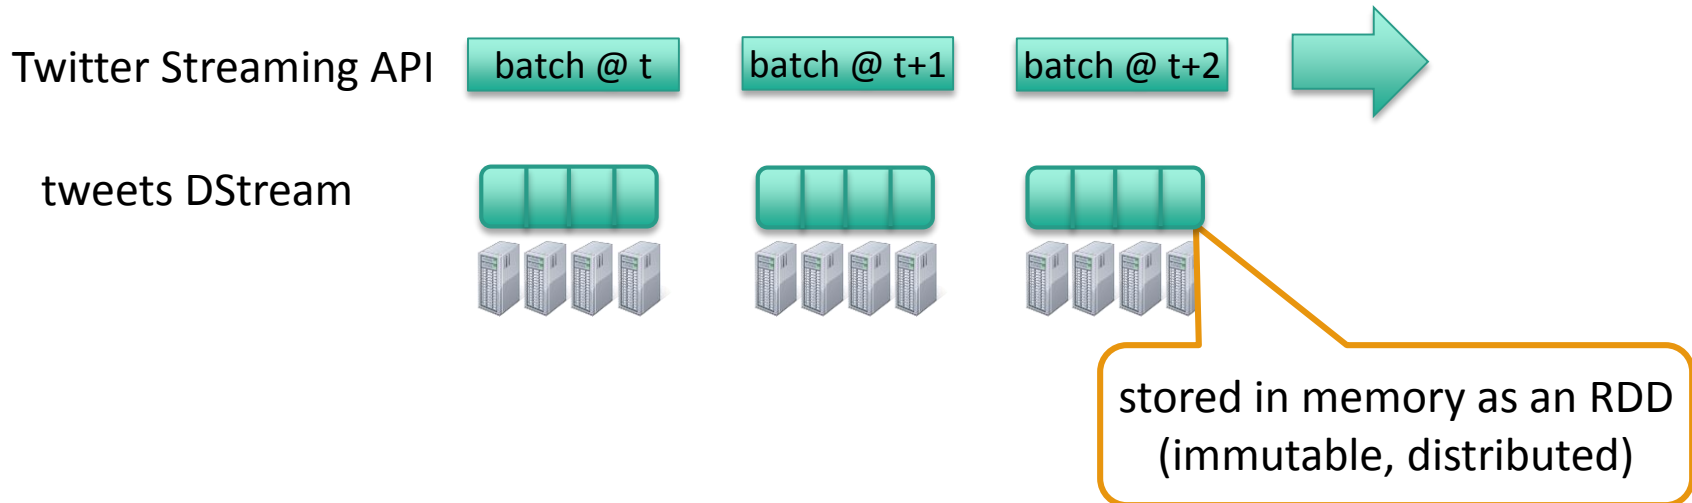 Twitter Streaming API
batch @ t
batch @ t+1
batch @ t+2
tweets DStream
stored in memory as an RDD
(immutable, distributed)